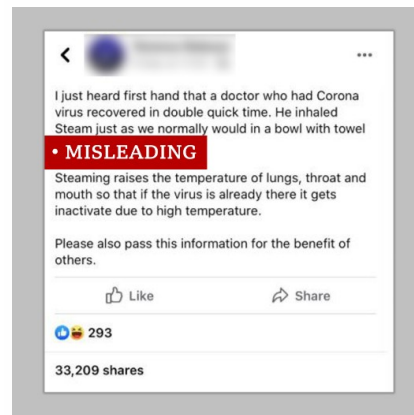 I just heard first hand that a doctor who had Corona
virus recovered in double quick time. He inhaled
Steam just as we normally would in a bowl with towel
• MISLEADING
Steaming raises the temperature of lungs, throat and
mouth so that if the virus is already there it gets
inactivate due to high temperature.
Please also pass this information for the benefit of
others.
Like
Share
293
33,209 shares